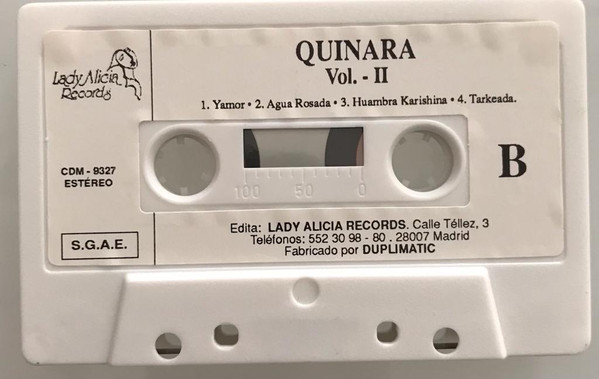 Lady Alicia
Records
QUINARA
Vol. - II
1. Yamor • 2. Agua Rosada • 3. Huambra Karishina • 4. Tarkeada.
CDM - 9327
ESTÉREO
100 50 0
B
S.G.A.E.
Edita: LADY ALICIA RECORDS. Calle Téllez, 3
Teléfonos: 552 30 98 - 80 . 28007 Madrid
Fabricado por DUPLIMATIC